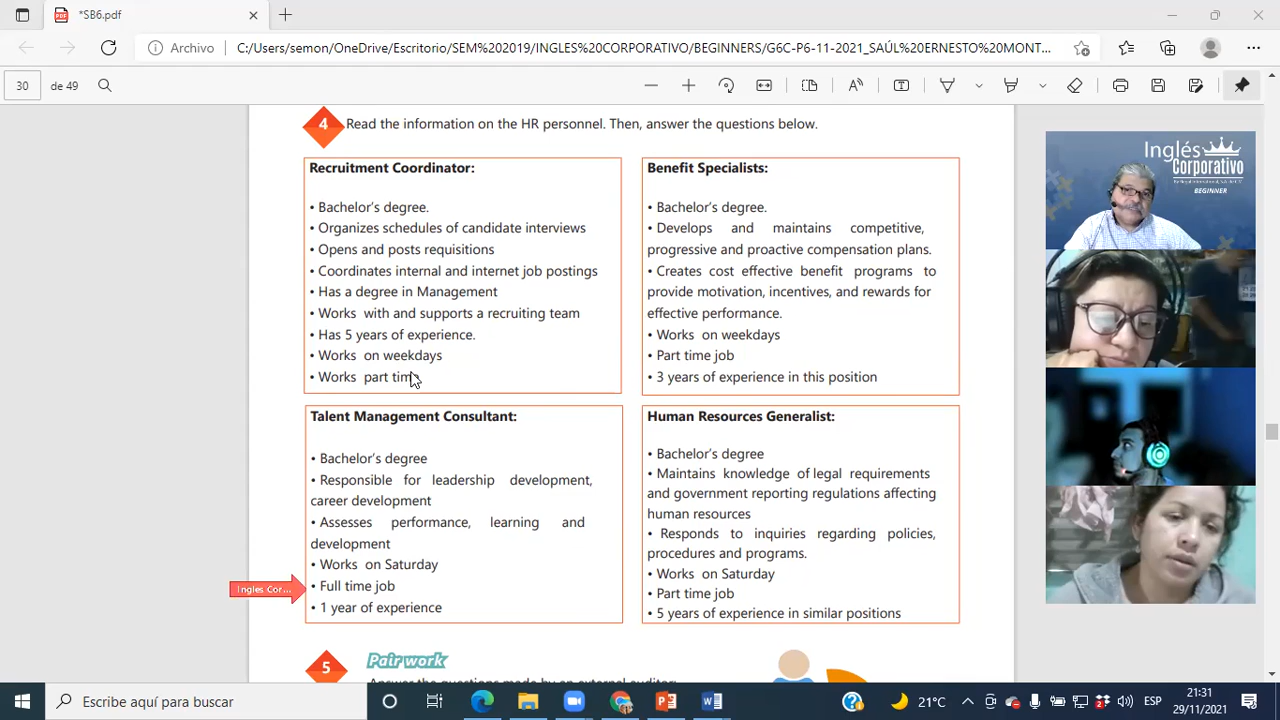 *SB6.pdf
Archivo
C:/Users/semon/OneDrive/Escritorio/SEM%202019/INGLES%20CORPORATIVO/BEGINNERS/G6C-P6-11-2021_SAÚL%20ERNESTO%20MONT...
30 de 49
4 Read the information on the HR personnel. Then, answer the questions below.
Recruitment Coordinator:
• Bachelor's degree.
• Organizes schedules of candidate interviews
• Opens and posts requisitions
• Coordinates internal and internet job postings
• Has a degree in Management
• Works with and supports a recruiting team
• Has 5 years of experience.
• Works on weekdays
• Works part time
Benefit Specialists:
• Bachelor's degree.
• Develops and maintains competitive,
progressive and proactive compensation plans.
• Creates cost effective benefit programs to
provide motivation, incentives, and rewards for
effective performance.
• Works on weekdays
• Part time job
• 3 years of experience in this position
Talent Management Consultant:
• Bachelor's degree
• Responsible for leadership development,
career development
• Assesses performance, learning and
development
• Works on Saturday
• Full time job
• 1 year of experience
Ingles Cor...
Human Resources Generalist:
• Bachelor's degree
• Maintains knowledge of legal requirements
and government reporting regulations affecting
human resources
• Responds to inquiries regarding policies,
procedures and programs.
• Works on Saturday
• Part time job
• 5 years of experience in similar positions
5 Pair work
Answer the questions made by an external auditor:
Inglés
Corporativo
BEGINNER
Escribe aquí para buscar
21°C
ESP
21:31
29/11/2021